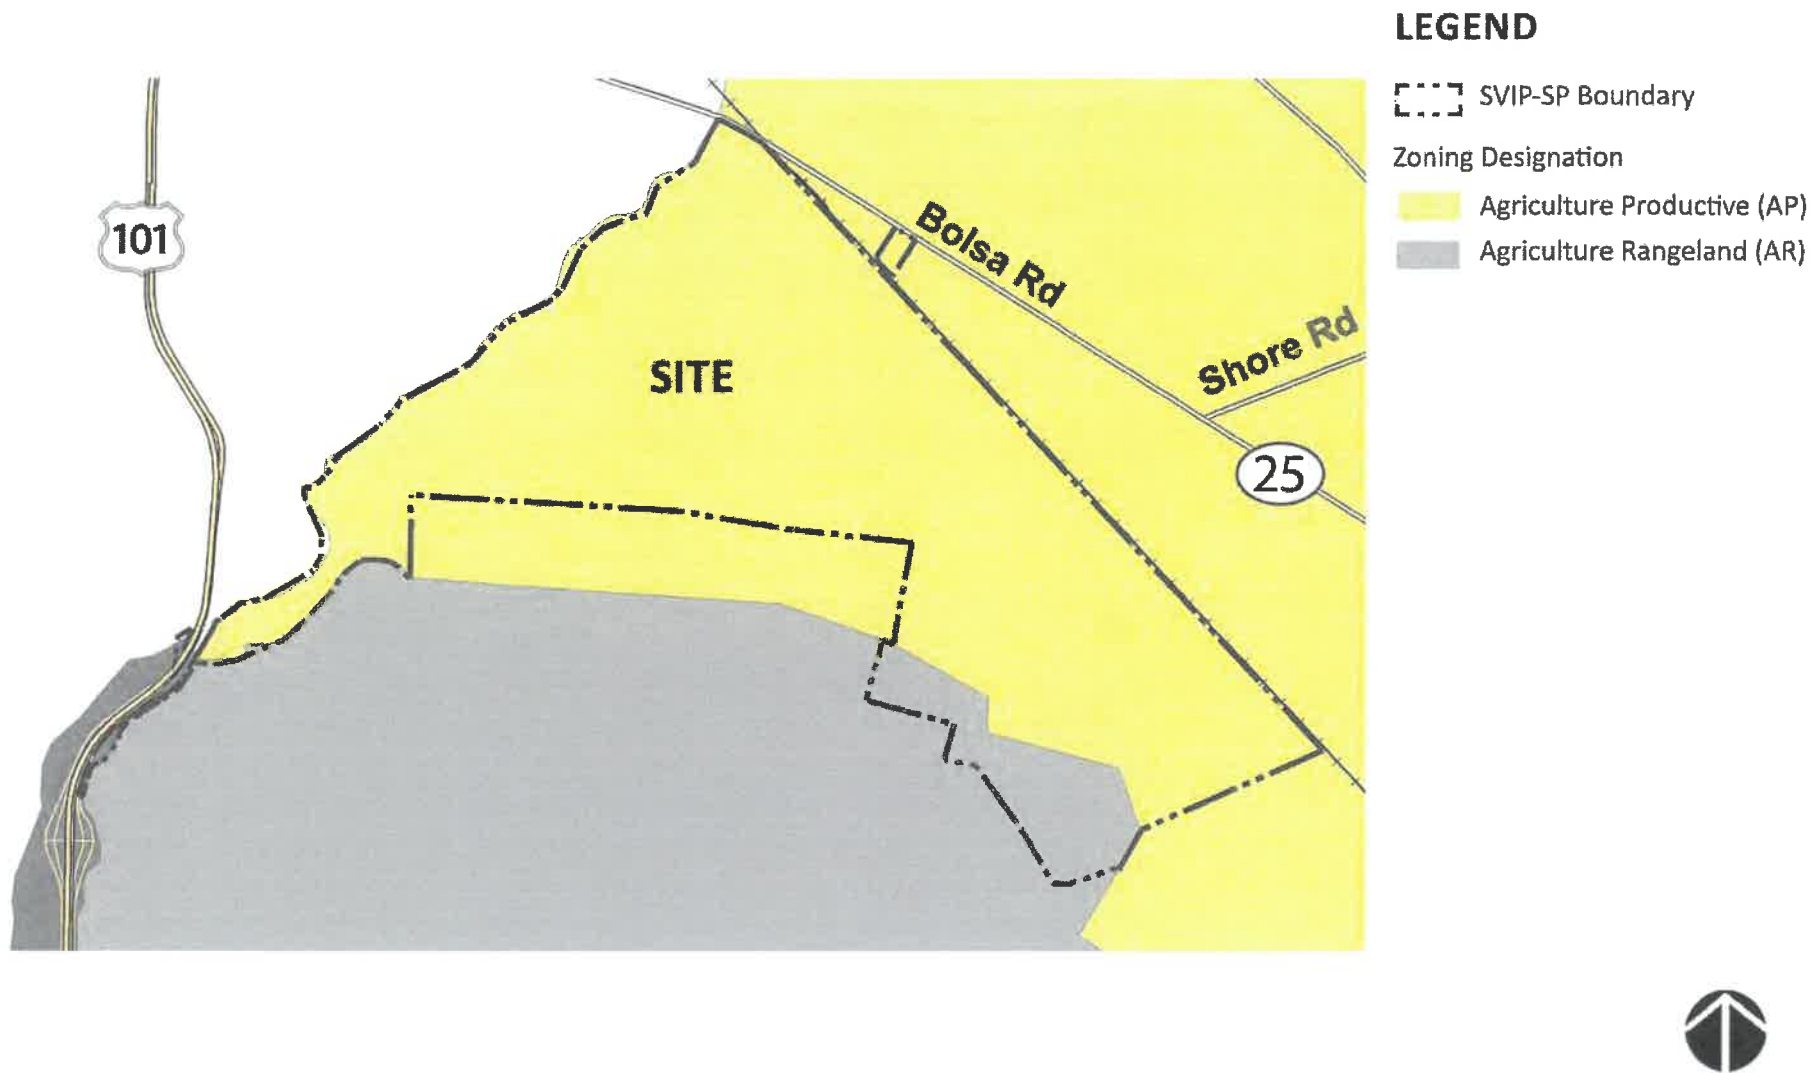 LEGEND
SVIP-SP Boundary
Zoning Designation
Agriculture Productive (AP)
Agriculture Rangeland (AR)
101
Bolsa Rd
Shore Rd
SITE
25